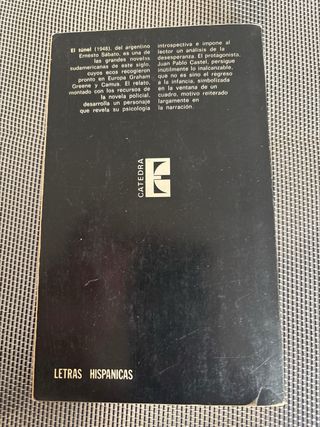 El túnel (1948), del argentino
Ernesto Sábato, es una de
las grandes novelas
sudamericanas de este siglo,
cuyos ecos recogieron
pronto en Europa Graham
Greene y Camus. El relato,
montado con los recursos de
la novela policial,
desarrolla un personaje
que revela su psicología
introspectiva e impone al
lector un análisis de la
desesperanza. El protagonista,
Juan Pablo Castel, persigue
inútilmente lo inalcanzable,
que no es sino el regreso
a la infancia, simbolizada
en la ventana de un
cuadro, motivo reiterado
largamente en
la narración.
CATEDRA
LETRAS HISPANICAS